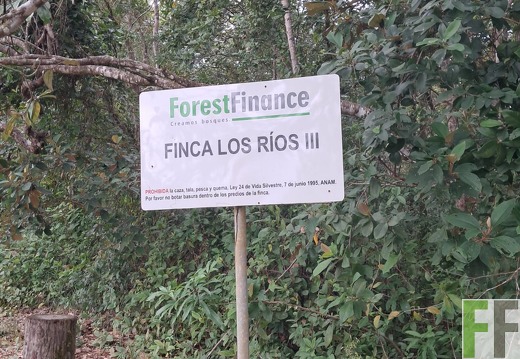 ForestFinance
Creamos bosques
FINCA LOS RÍOS III
PROHIBIDO la caza, tala, pesca y quema, Ley 24 de Vida Silvestre, 7 de junio 1995, ANAM.
Por favor no botar basura dentro de los predios de la finca.
FF